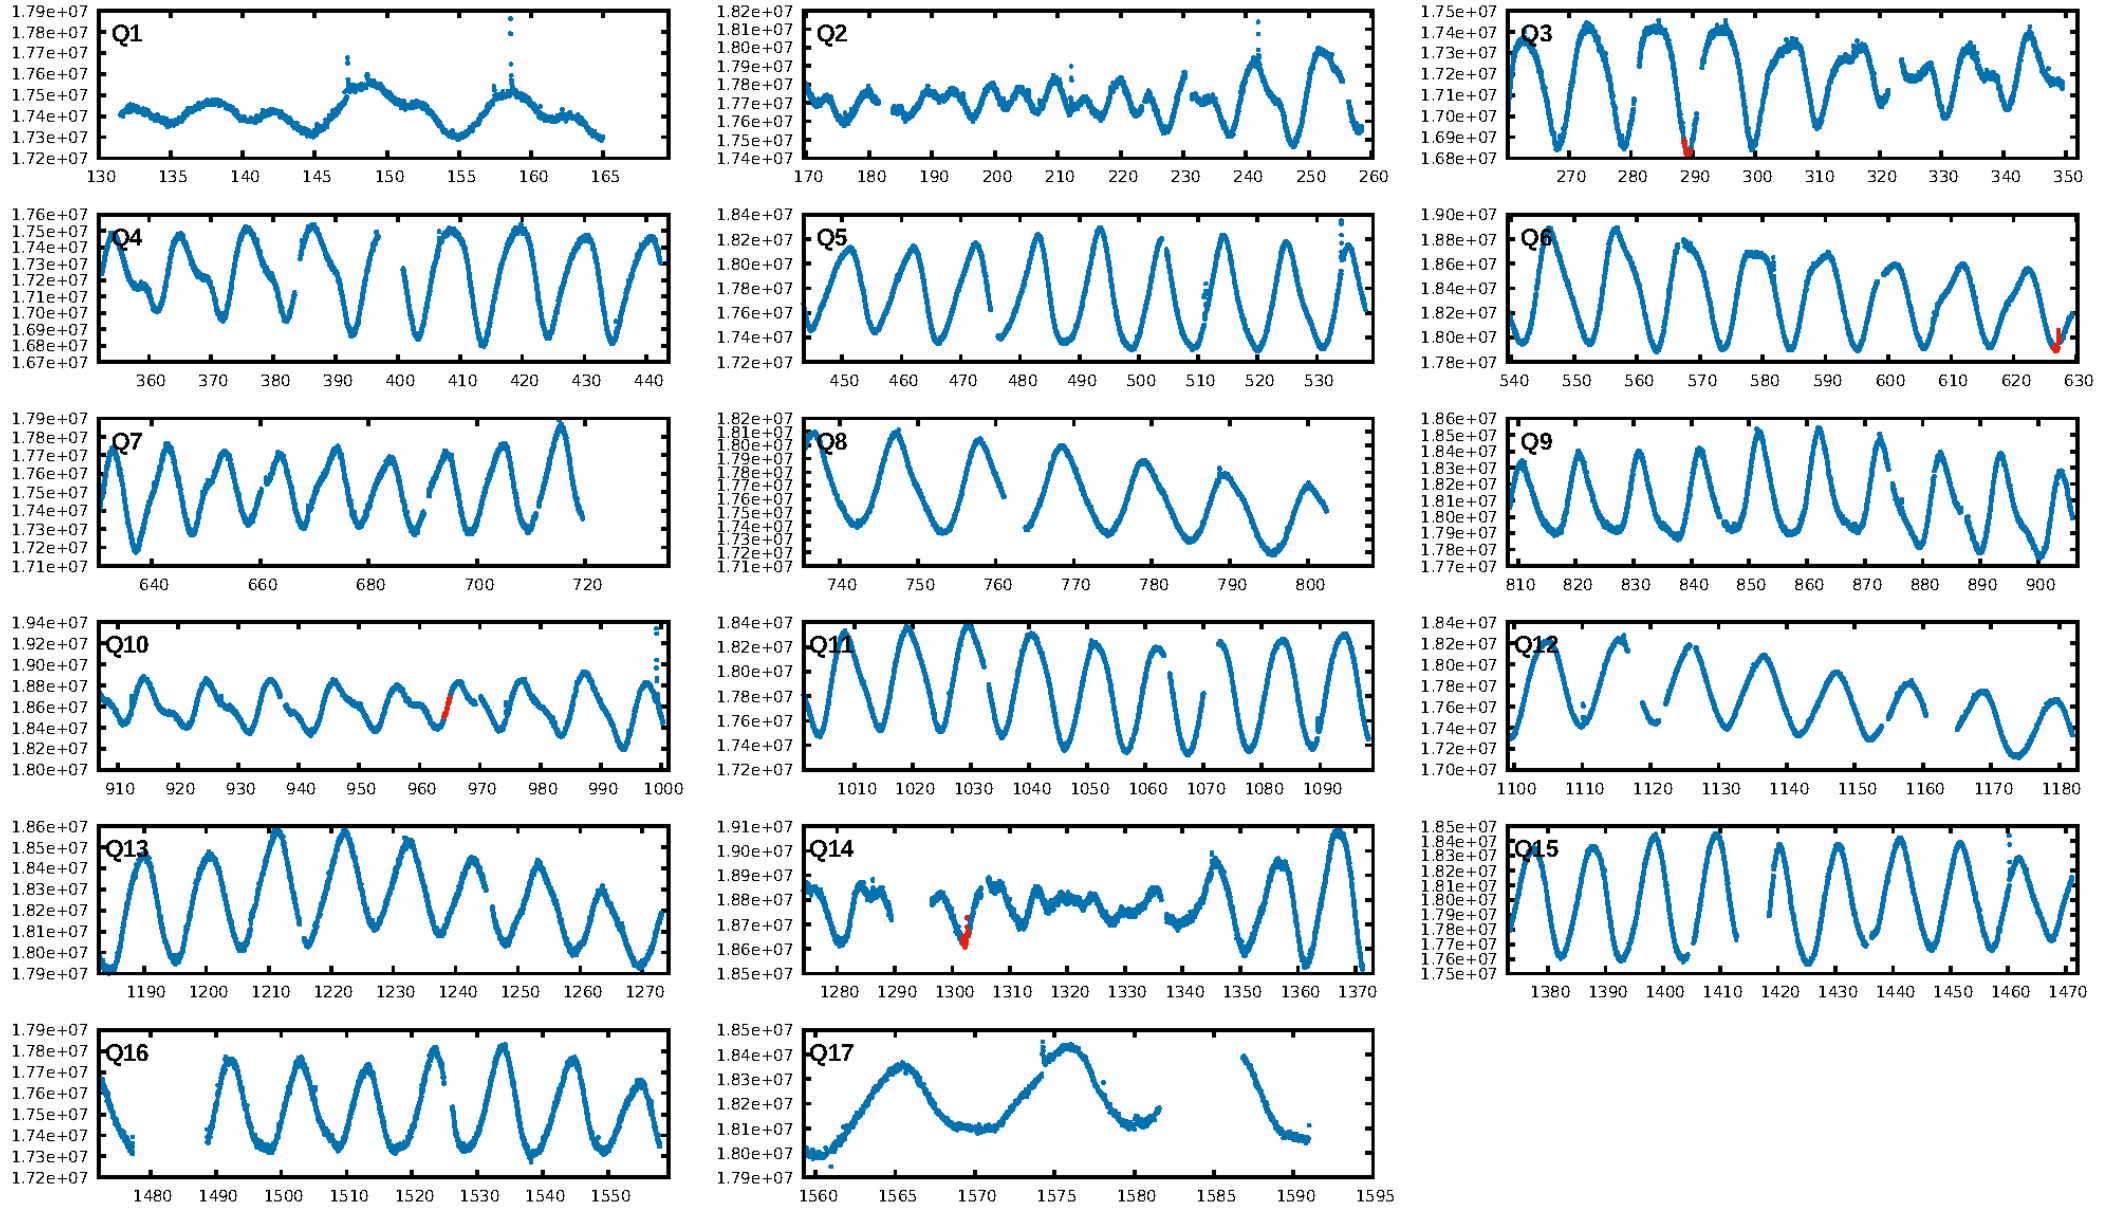 Q1
1.79e+07
1.78e+07
1.77e+07
1.76e+07
1.75e+07
1.74e+07
1.73e+07
1.72e+07
130 135 140 145 150 155 160 165
Q2
1.82e+07
1.81e+07
1.80e+07
1.79e+07
1.78e+07
1.77e+07
1.76e+07
1.75e+07
1.74e+07
170 180 190 200 210 220 230 240 250 260
Q3
1.75e+07
1.74e+07
1.73e+07
1.72e+07
1.71e+07
1.70e+07
1.69e+07
1.68e+07
270 280 290 300 310 320 330 340 350
Q4
1.76e+07
1.75e+07
1.74e+07
1.73e+07
1.72e+07
1.71e+07
1.70e+07
1.69e+07
1.68e+07
1.67e+07
360 370 380 390 400 410 420 430 440
Q5
1.84e+07
1.82e+07
1.80e+07
1.78e+07
1.76e+07
1.74e+07
1.72e+07
450 460 470 480 490 500 510 520 530
Q6
1.90e+07
1.88e+07
1.86e+07
1.84e+07
1.82e+07
1.80e+07
1.78e+07
540 550 560 570 580 590 600 610 620 630
Q7
1.79e+07
1.78e+07
1.77e+07
1.76e+07
1.75e+07
1.74e+07
1.73e+07
1.72e+07
1.71e+07
640 660 680 700 720
Q8
1.82e+07
1.81e+07
1.80e+07
1.79e+07
1.78e+07
1.77e+07
1.76e+07
1.75e+07
1.74e+07
1.73e+07
1.72e+07
1.71e+07
740 750 760 770 780 790 800
Q9
1.86e+07
1.85e+07
1.84e+07
1.83e+07
1.82e+07
1.81e+07
1.80e+07
1.79e+07
1.78e+07
1.77e+07
810 820 830 840 850 860 870 880 890 900
Q10
1.94e+07
1.92e+07
1.90e+07
1.88e+07
1.86e+07
1.84e+07
1.82e+07
1.80e+07
910 920 930 940 950 960 970 980 990 1000
Q11
1.84e+07
1.82e+07
1.80e+07
1.78e+07
1.76e+07
1.74e+07
1.72e+07
1010 1020 1030 1040 1050 1060 1070 1080 1090
Q12
1.84e+07
1.82e+07
1.80e+07
1.78e+07
1.76e+07
1.74e+07
1.72e+07
1.70e+07
1100 1110 1120 1130 1140 1150 1160 1170 1180
Q13
1.86e+07
1.85e+07
1.84e+07
1.83e+07
1.82e+07
1.81e+07
1.80e+07
1.79e+07
1190 1200 1210 1220 1230 1240 1250 1260 1270
Q14
1.91e+07
1.90e+07
1.89e+07
1.88e+07
1.87e+07
1.86e+07
1.85e+07
1280 1290 1300 1310 1320 1330 1340 1350 1360 1370
Q15
1.85e+07
1.84e+07
1.83e+07
1.82e+07
1.81e+07
1.80e+07
1.79e+07
1.78e+07
1.77e+07
1.76e+07
1.75e+07
1380 1390 1400 1410 1420 1430 1440 1450 1460 1470
Q16
1.79e+07
1.78e+07
1.77e+07
1.76e+07
1.75e+07
1.74e+07
1.73e+07
1.72e+07
1480 1490 1500 1510 1520 1530 1540 1550
Q17
1.85e+07
1.84e+07
1.83e+07
1.82e+07
1.81e+07
1.80e+07
1.79e+07
1560 1565 1570 1575 1580 1585 1590 1595